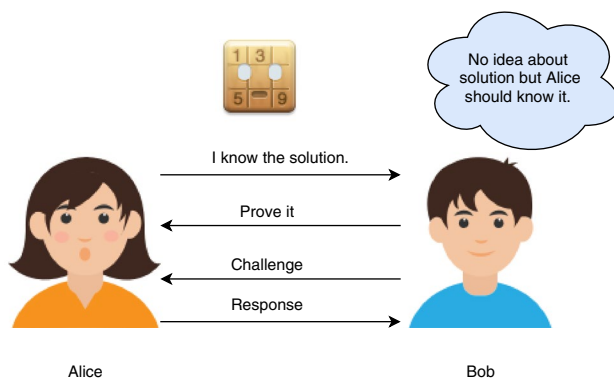 1 3
5 9
No idea about
solution but Alice
should know it.
I know the solution.
Prove it
Challenge
Response
Alice
Bob